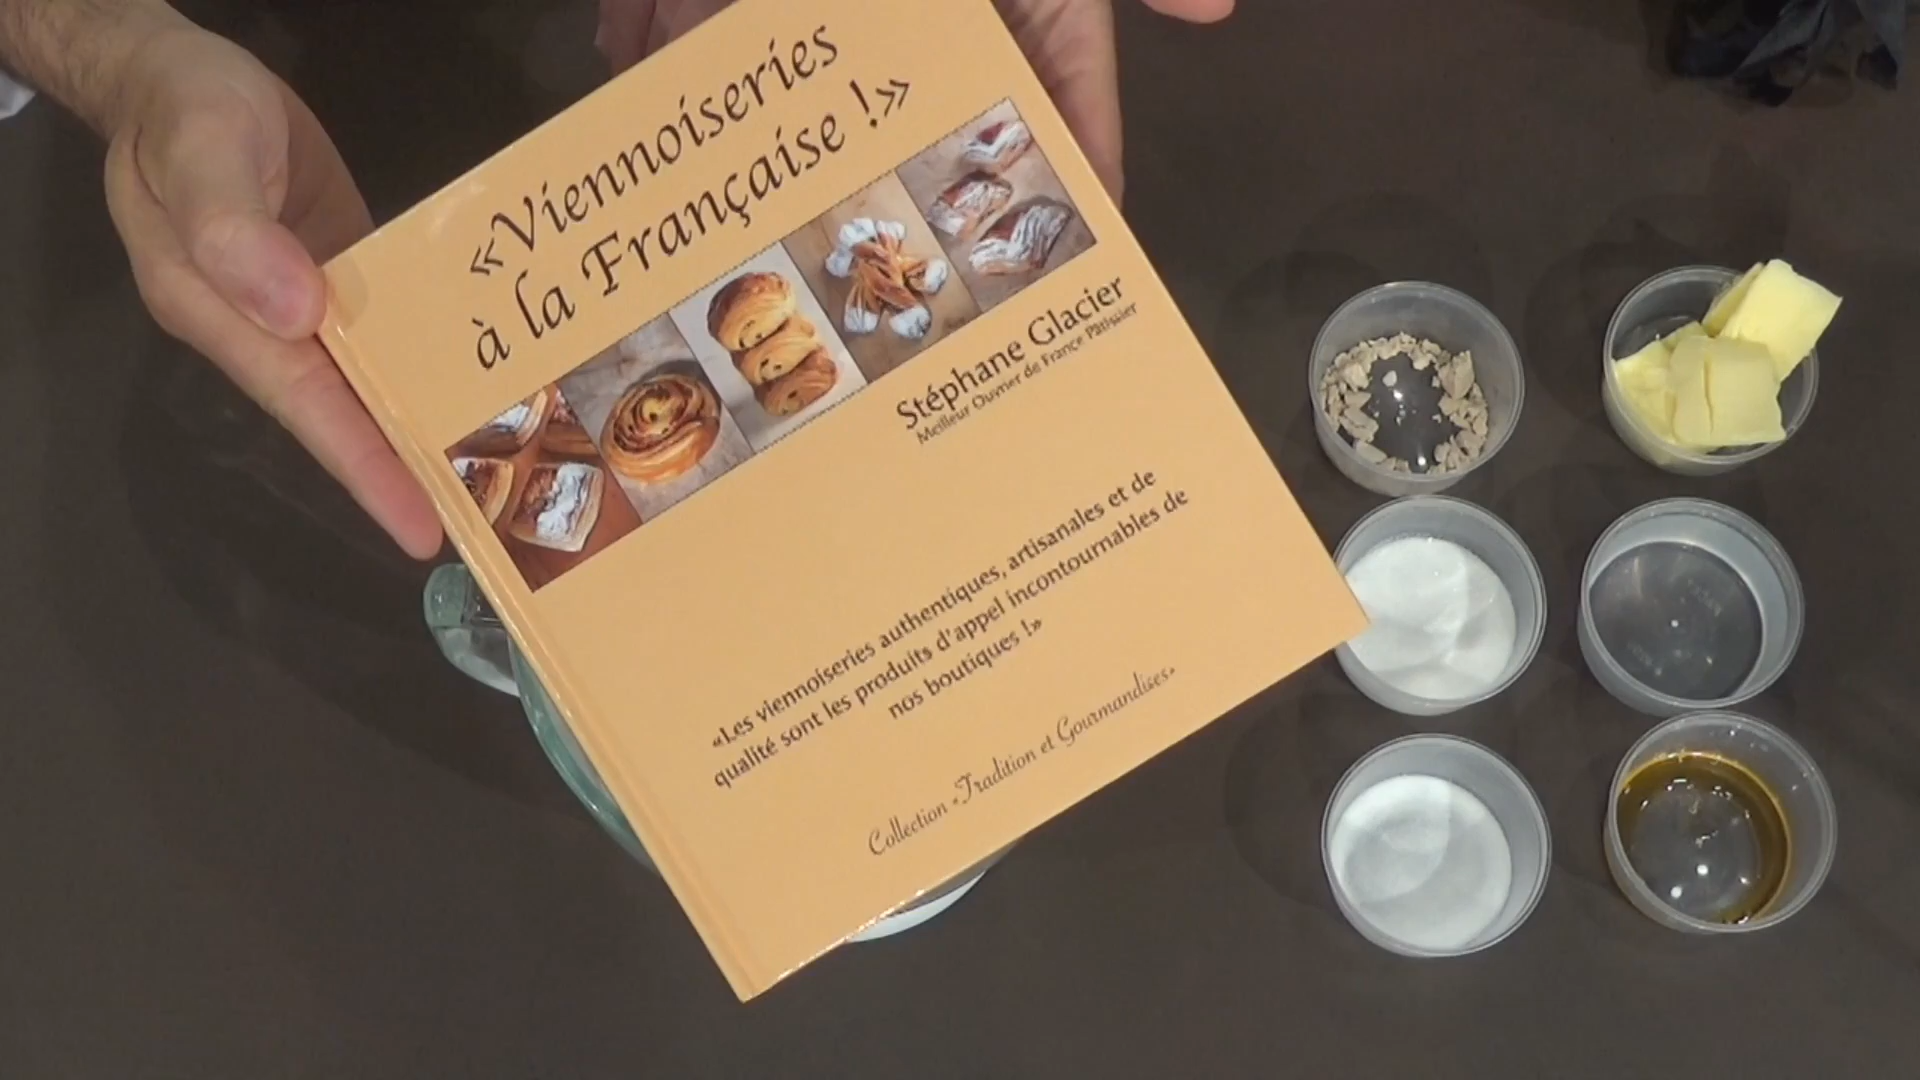 «Viennoiseries
à la Française !»
Stéphane Glacier
Meilleur Ouvrier de France Pâtissier
«Les viennoiseries authentiques, artisanales et de
qualité sont les produits d'appel incontournables de
nos boutiques !»
Collection «Tradition et Gourmandises»